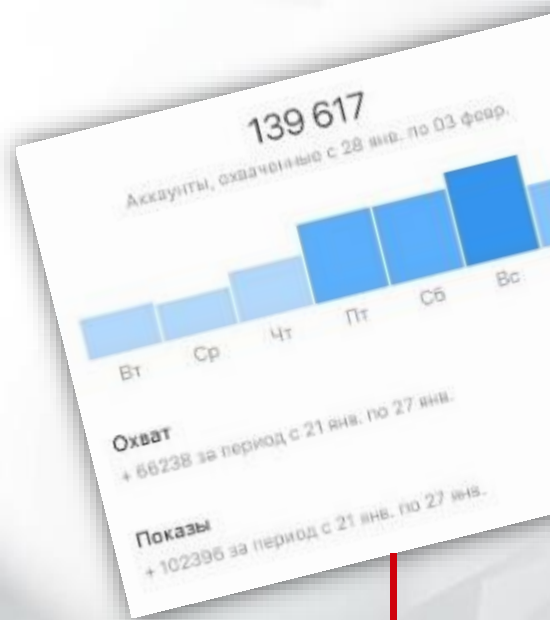 139 617
Аккаунты, охваченные с 28 янв. по 03 февр.
Вт
Ср
Чт
Пт
Сб
Вс
Охват
+ 66238 за период с 21 янв. по 27 янв.
Показы
+ 102396 за период с 21 янв. по 27 янв.